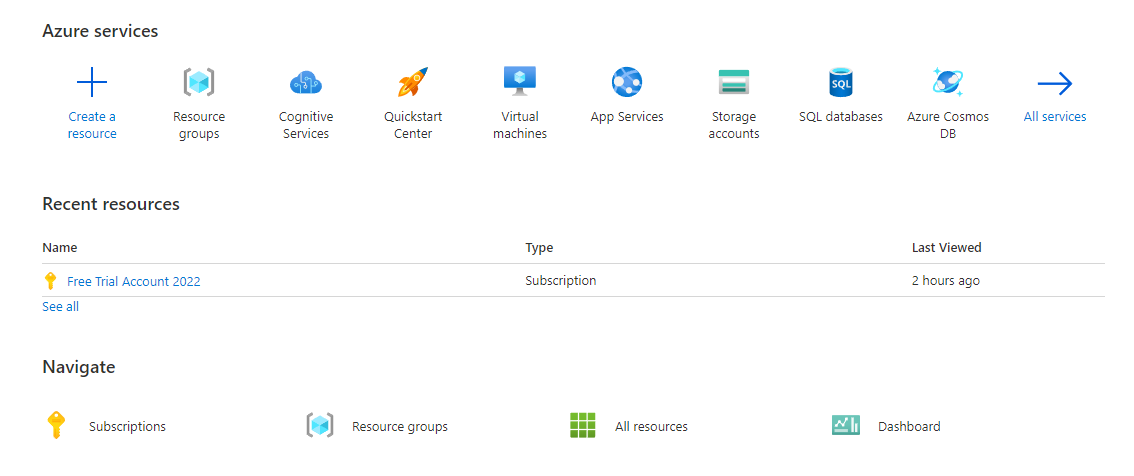 Azure services
Create a
resource
Resource
groups
Cognitive
Services
Quickstart
Center
Virtual
machines
App Services
Storage
accounts
SQL
SQL databases
Azure Cosmos
DB
All services
Recent resources
Name Type Last Viewed
Free Trial Account 2022 Subscription 2 hours ago
See all
Navigate
Subscriptions Resource groups All resources Dashboard